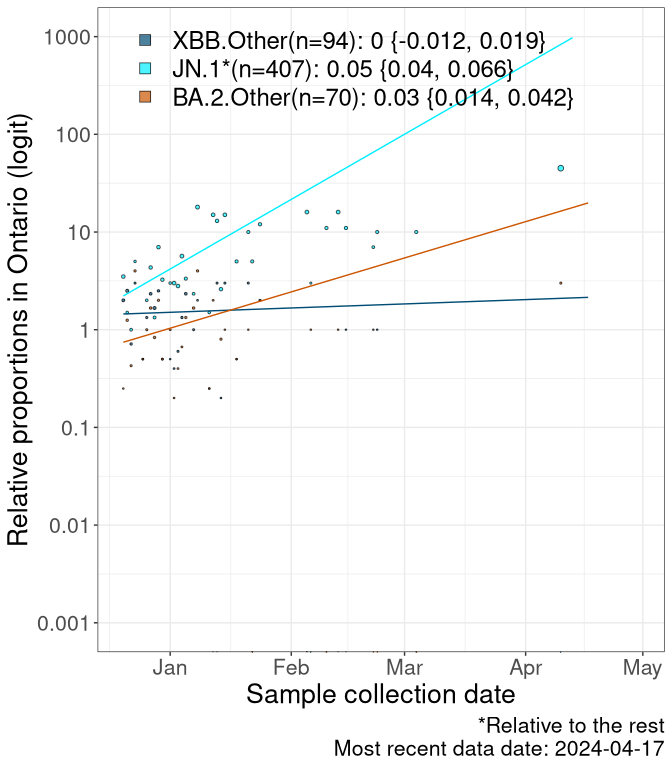 XBB.Other(n=94): 0 {-0.012, 0.019}
JN.1*(n=407): 0.05 {0.04, 0.066}
BA.2.Other(n=70): 0.03 {0.014, 0.042}
Relative proportions in Ontario (logit)
1000
100
10
1
0.1
0.01
0.001
Jan Feb Mar Apr May
Sample collection date
*Relative to the rest
Most recent data date: 2024-04-17